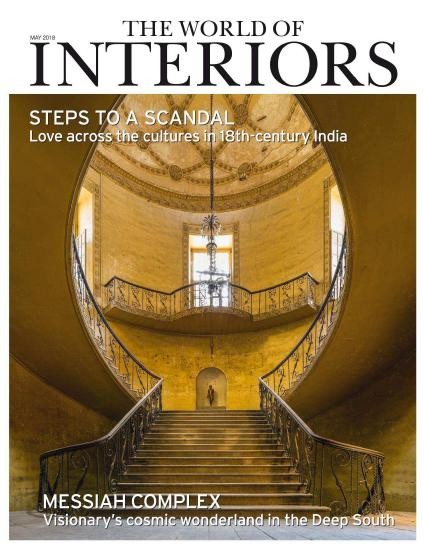 THE WORLD OF
MAY 2018
INTERIORS
STEPS TO A SCANDAL
Love across the cultures in 18th-century India
MESSIAH COMPLEX
Visionary's cosmic wonderland in the Deep South